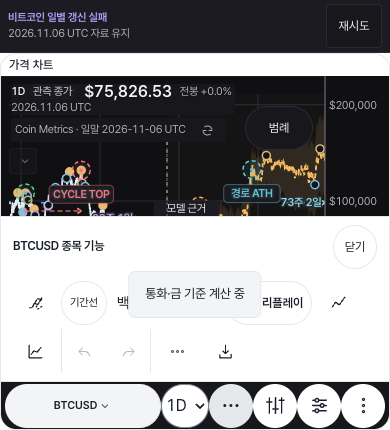 비트코인 일별 갱신 실패
2026.11.06 UTC 자료 유지
재시도
가격 차트
1D 관측 종가 $75,826.53 전봉 +0.0%
2026.11.06 UTC
Coin Metrics · 일말 2026-11-06 UTC
범례
$200,000
CYCLE TOP
경로 ATH
$100,000
73주 2일
모델 근거
BTCUSD 종목 기능
닫기
기간선
백
통화·금 기준 계산 중
리플레이
BTCUSD
1D